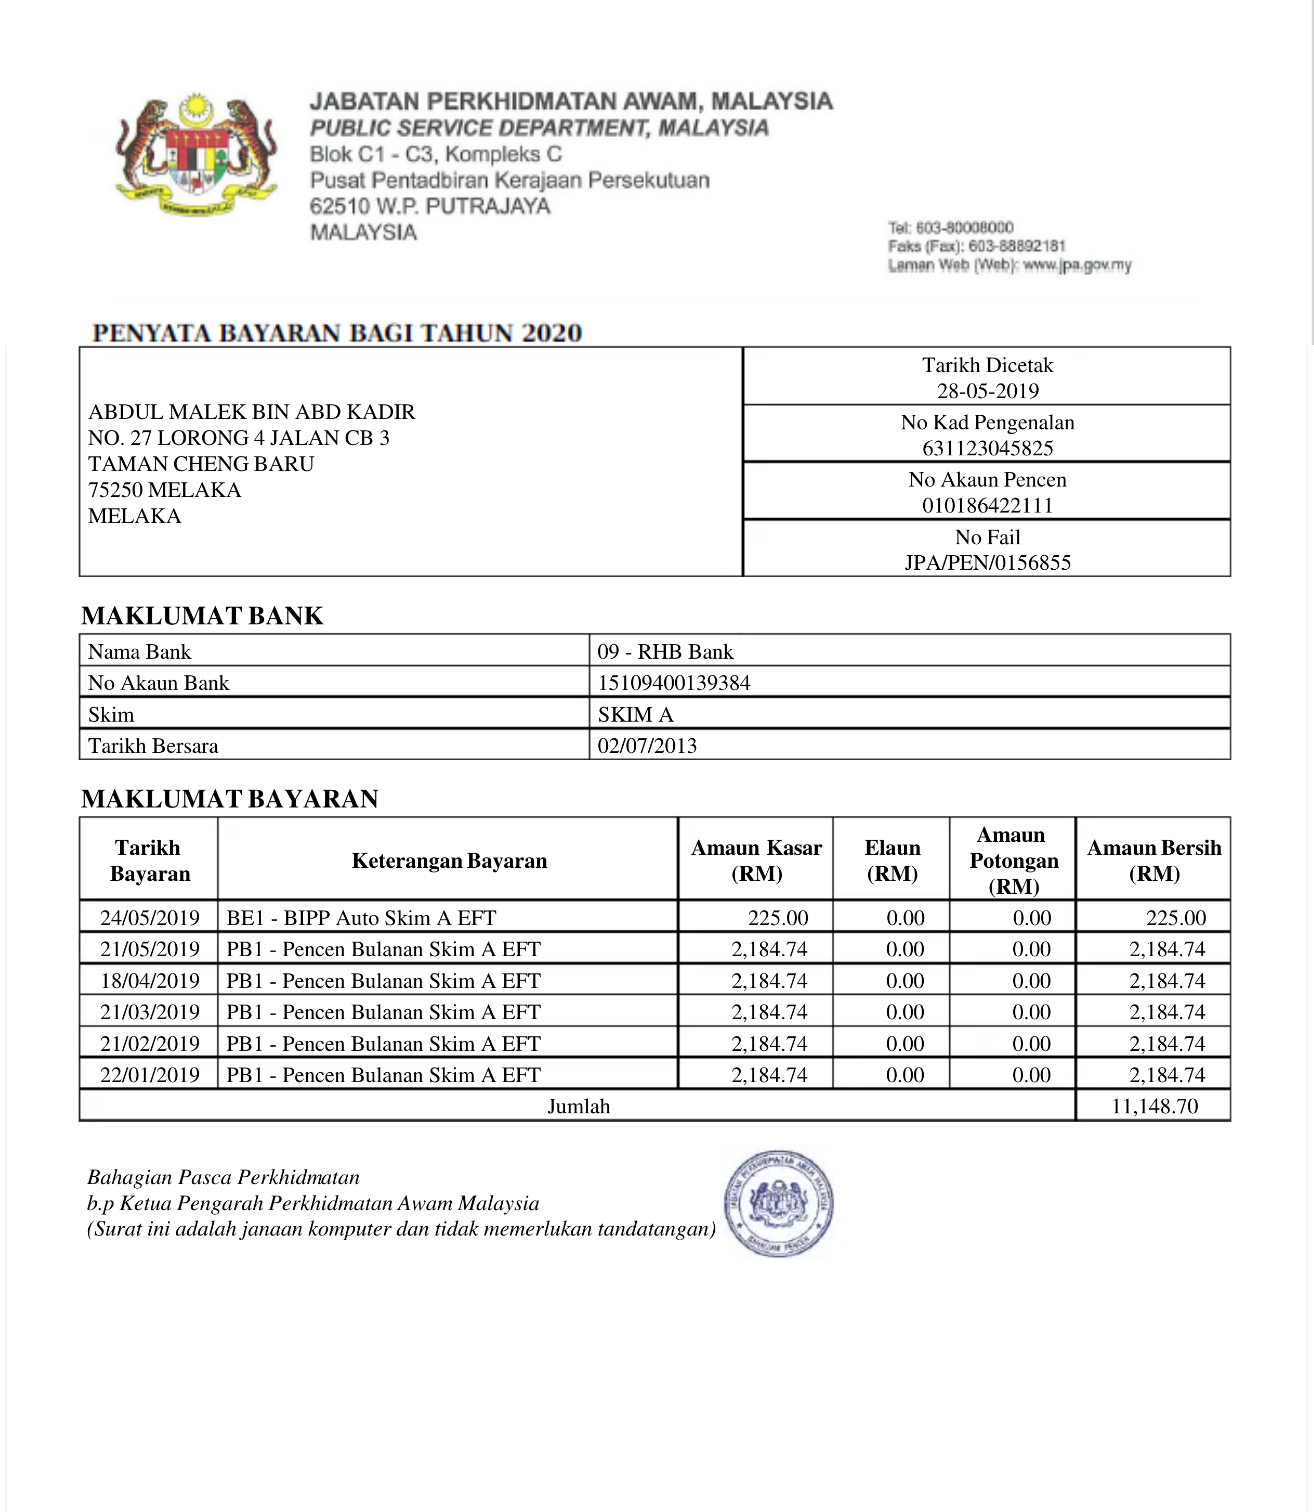 JABATAN PERKHIDMATAN AWAM, MALAYSIA
PUBLIC SERVICE DEPARTMENT, MALAYSIA
Blok C1 - C3, Kompleks C
Pusat Pentadbiran Kerajaan Persekutuan
62510 W.P. PUTRAJAYA
MALAYSIA
Tel: 603-80008000
Faks (Fax): 603-88892181
Laman Web (Web): www.jpa.gov.my
PENYATA BAYARAN BAGI TAHUN 2020
ABDUL MALEK BIN ABD KADIR
NO. 27 LORONG 4 JALAN CB 3
TAMAN CHENG BARU
75250 MELAKA
MELAKA
Tarikh Dicetak
28-05-2019
No Kad Pengenalan
631123045825
No Akaun Pencen
010186422111
No Fail
JPA/PEN/0156855
MAKLUMAT BANK
Nama Bank 09 - RHB Bank
No Akaun Bank 15109400139384
Skim SKIM A
Tarikh Bersara 02/07/2013
MAKLUMAT BAYARAN
Tarikh Bayaran Keterangan Bayaran Amaun Kasar (RM) Elaun (RM) Amaun Potongan (RM) Amaun Bersih (RM)
24/05/2019 BE1 - BIPP Auto Skim A EFT 225.00 0.00 0.00 225.00
21/05/2019 PB1 - Pencen Bulanan Skim A EFT 2,184.74 0.00 0.00 2,184.74
18/04/2019 PB1 - Pencen Bulanan Skim A EFT 2,184.74 0.00 0.00 2,184.74
21/03/2019 PB1 - Pencen Bulanan Skim A EFT 2,184.74 0.00 0.00 2,184.74
21/02/2019 PB1 - Pencen Bulanan Skim A EFT 2,184.74 0.00 0.00 2,184.74
22/01/2019 PB1 - Pencen Bulanan Skim A EFT 2,184.74 0.00 0.00 2,184.74
Jumlah 11,148.70
Bahagian Pasca Perkhidmatan
b.p Ketua Pengarah Perkhidmatan Awam Malaysia
(Surat ini adalah janaan komputer dan tidak memerlukan tandatangan)
JABATAN PERKHIDMATAN AWAM MALAYSIA
BAHAGIAN PENCEN